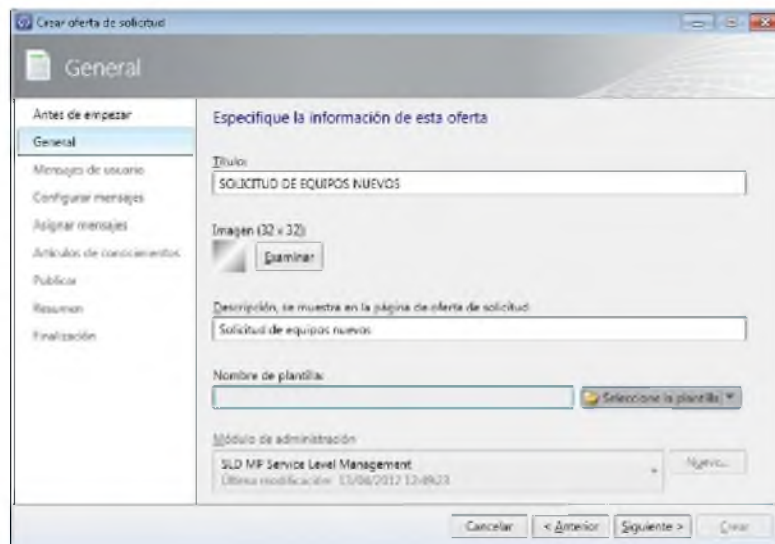 Crear oferta de solicitud
General
Antes de empezar
General
Mensajes de usuario
Configurar mensajes
Asignar mensajes
Artículos de conocimientos
Publicar
Resumen
Finalización
Especifique la información de esta oferta
Título:
SOLICITUD DE EQUIPOS NUEVOS
Imagen (32 x 32)
Examinar
Descripción, se muestra en la página de oferta de solicitud
Solicitud de equipos nuevos
Nombre de plantilla:
Seleccione la plantilla
Módulo de administración
SLD MP Service Level Management
Última modificación: 13/06/2012 12:49:23
Nuevo...
Cancelar
< Anterior
Siguiente >
Crear